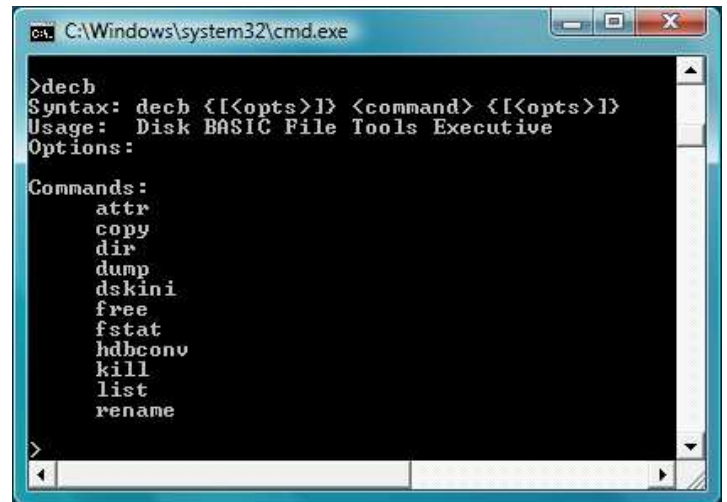 C:\Windows\system32\cmd.exe
>decb
Syntax: decb {[<opts>]} <command> {[<opts>]}
Usage:  Disk BASIC File Tools Executive
Options:
Commands:
attr
copy
dir
dump
dskini
free
fstat
hdbconv
kill
list
rename
>